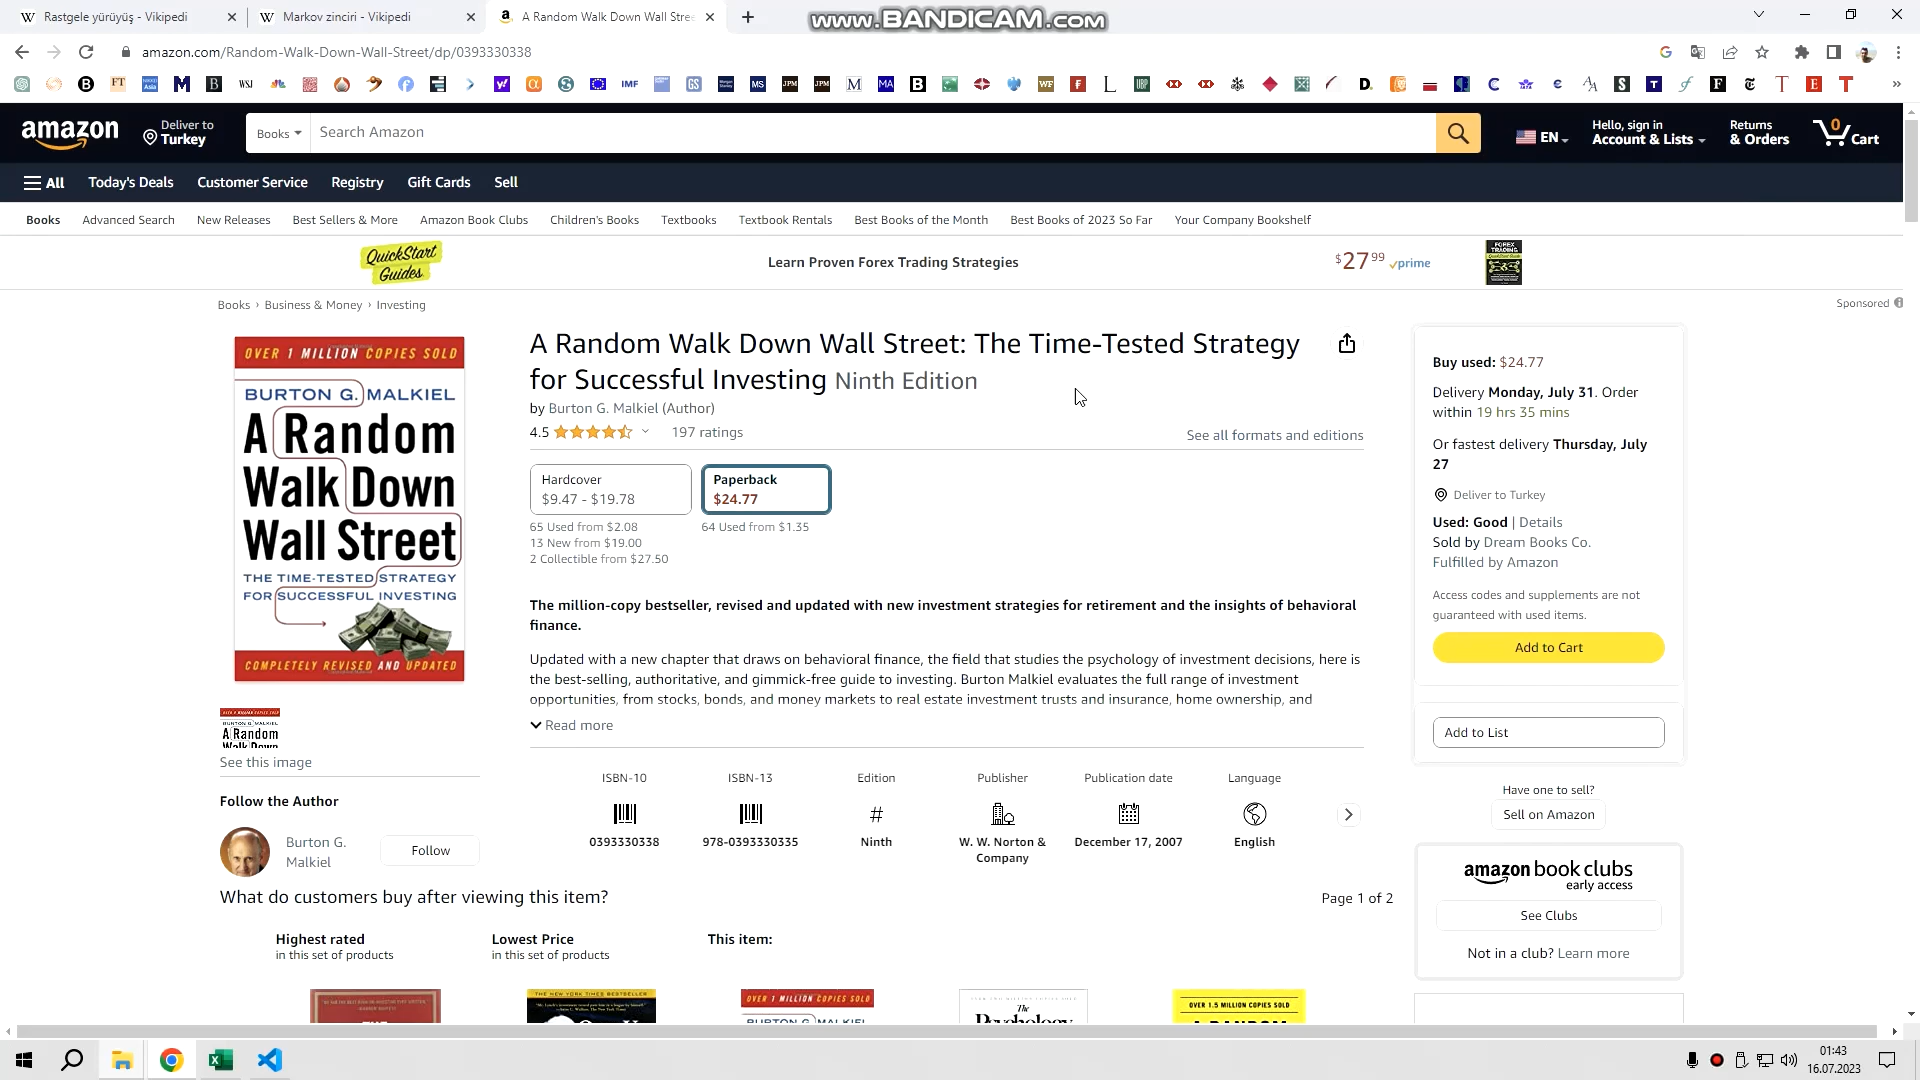 Rastgele yürüyüş - Vikipedi
Markov zinciri - Vikipedi
A Random Walk Down Wall Stre
www.BANDICAM.com
amazon.com/Random-Walk-Down-Wall-Street/dp/0393330338
amazon
Deliver to
Turkey
Books
Search Amazon
EN
Hello, sign in
Account & Lists
Returns
& Orders
0
Cart
All
Today's Deals
Customer Service
Registry
Gift Cards
Sell
Books
Advanced Search
New Releases
Best Sellers & More
Amazon Book Clubs
Children's Books
Textbooks
Textbook Rentals
Best Books of the Month
Best Books of 2023 So Far
Your Company Bookshelf
QuickStart
Guides
Learn Proven Forex Trading Strategies
$27 99 prime
Sponsored
Books › Business & Money › Investing
OVER 1 MILLION COPIES SOLD
BURTON G. MALKIEL
A Random
Walk Down
Wall Street
THE TIME-TESTED STRATEGY
FOR SUCCESSFUL INVESTING
COMPLETELY REVISED AND UPDATED
See this image
Follow the Author
Burton G.
Malkiel
Follow
A Random Walk Down Wall Street: The Time-Tested Strategy
for Successful Investing Ninth Edition
by Burton G. Malkiel (Author)
4.5
197 ratings
See all formats and editions
Hardcover
$9.47 - $19.78
65 Used from $2.08
13 New from $19.00
2 Collectible from $27.50
Paperback
$24.77
64 Used from $1.35
The million-copy bestseller, revised and updated with new investment strategies for retirement and the insights of behavioral
finance.
Updated with a new chapter that draws on behavioral finance, the field that studies the psychology of investment decisions, here is
the best-selling, authoritative, and gimmick-free guide to investing. Burton Malkiel evaluates the full range of investment
opportunities, from stocks, bonds, and money markets to real estate investment trusts and insurance, home ownership, and
Read more
ISBN-10
0393330338
ISBN-13
978-0393330335
Edition
#
Ninth
Publisher
W. W. Norton &
Company
Publication date
December 17, 2007
Language
English
Buy used: $24.77
Delivery Monday, July 31. Order
within 19 hrs 35 mins
Or fastest delivery Thursday, July
27
Deliver to Turkey
Used: Good | Details
Sold by Dream Books Co.
Fulfilled by Amazon
Access codes and supplements are not
guaranteed with used items.
Add to Cart
Add to List
Have one to sell?
Sell on Amazon
amazon book clubs
early access
See Clubs
Not in a club? Learn more
What do customers buy after viewing this item?
Page 1 of 2
Highest rated
in this set of products
Lowest Price
in this set of products
This item:
THE NEW YORK TIMES BESTSELLER
OVER 1 MILLION COPIES SOLD
The
Psychology
OVER 1.5 MILLION COPIES SOLD
01:43
16.07.2023